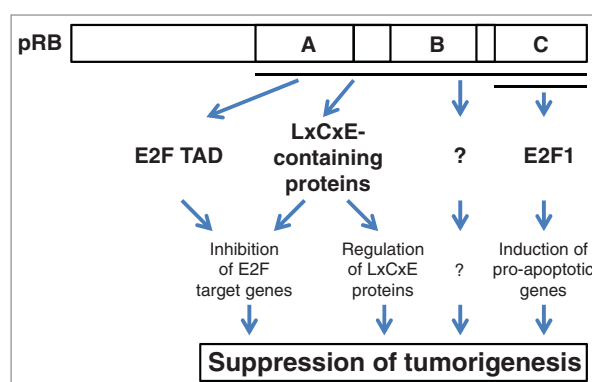 pRB A B C
E2F TAD
LxCxE-
containing
proteins
?
E2F1
Inhibition
of E2F
target genes
Regulation
of LxCxE
proteins
?
Induction of
pro-apoptotic
genes
Suppression of tumorigenesis